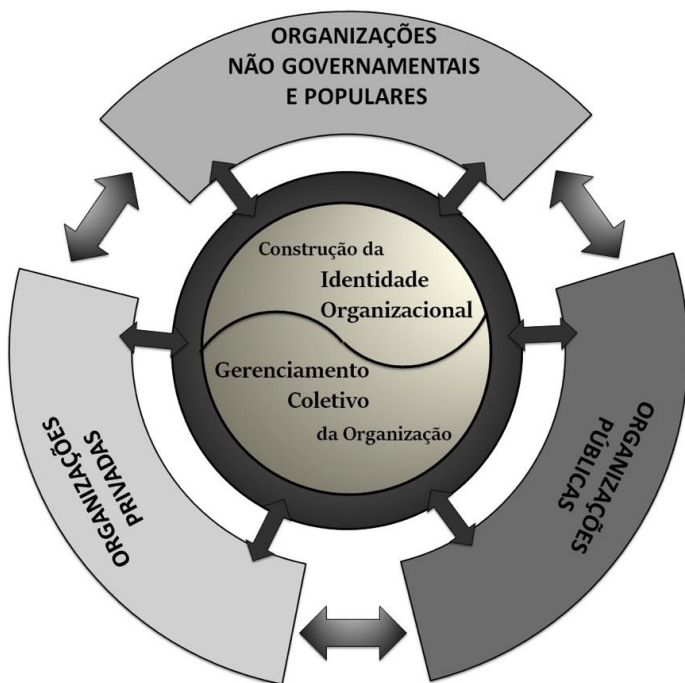 ORGANIZAÇÕES
NÃO GOVERNAMENTAIS
E POPULARES
Construção da
Identidade
Organizacional
Gerenciamento
Coletivo
da Organização
ORGANIZAÇÕES
PRIVADAS
ORGANIZAÇÕES
PÚBLICAS